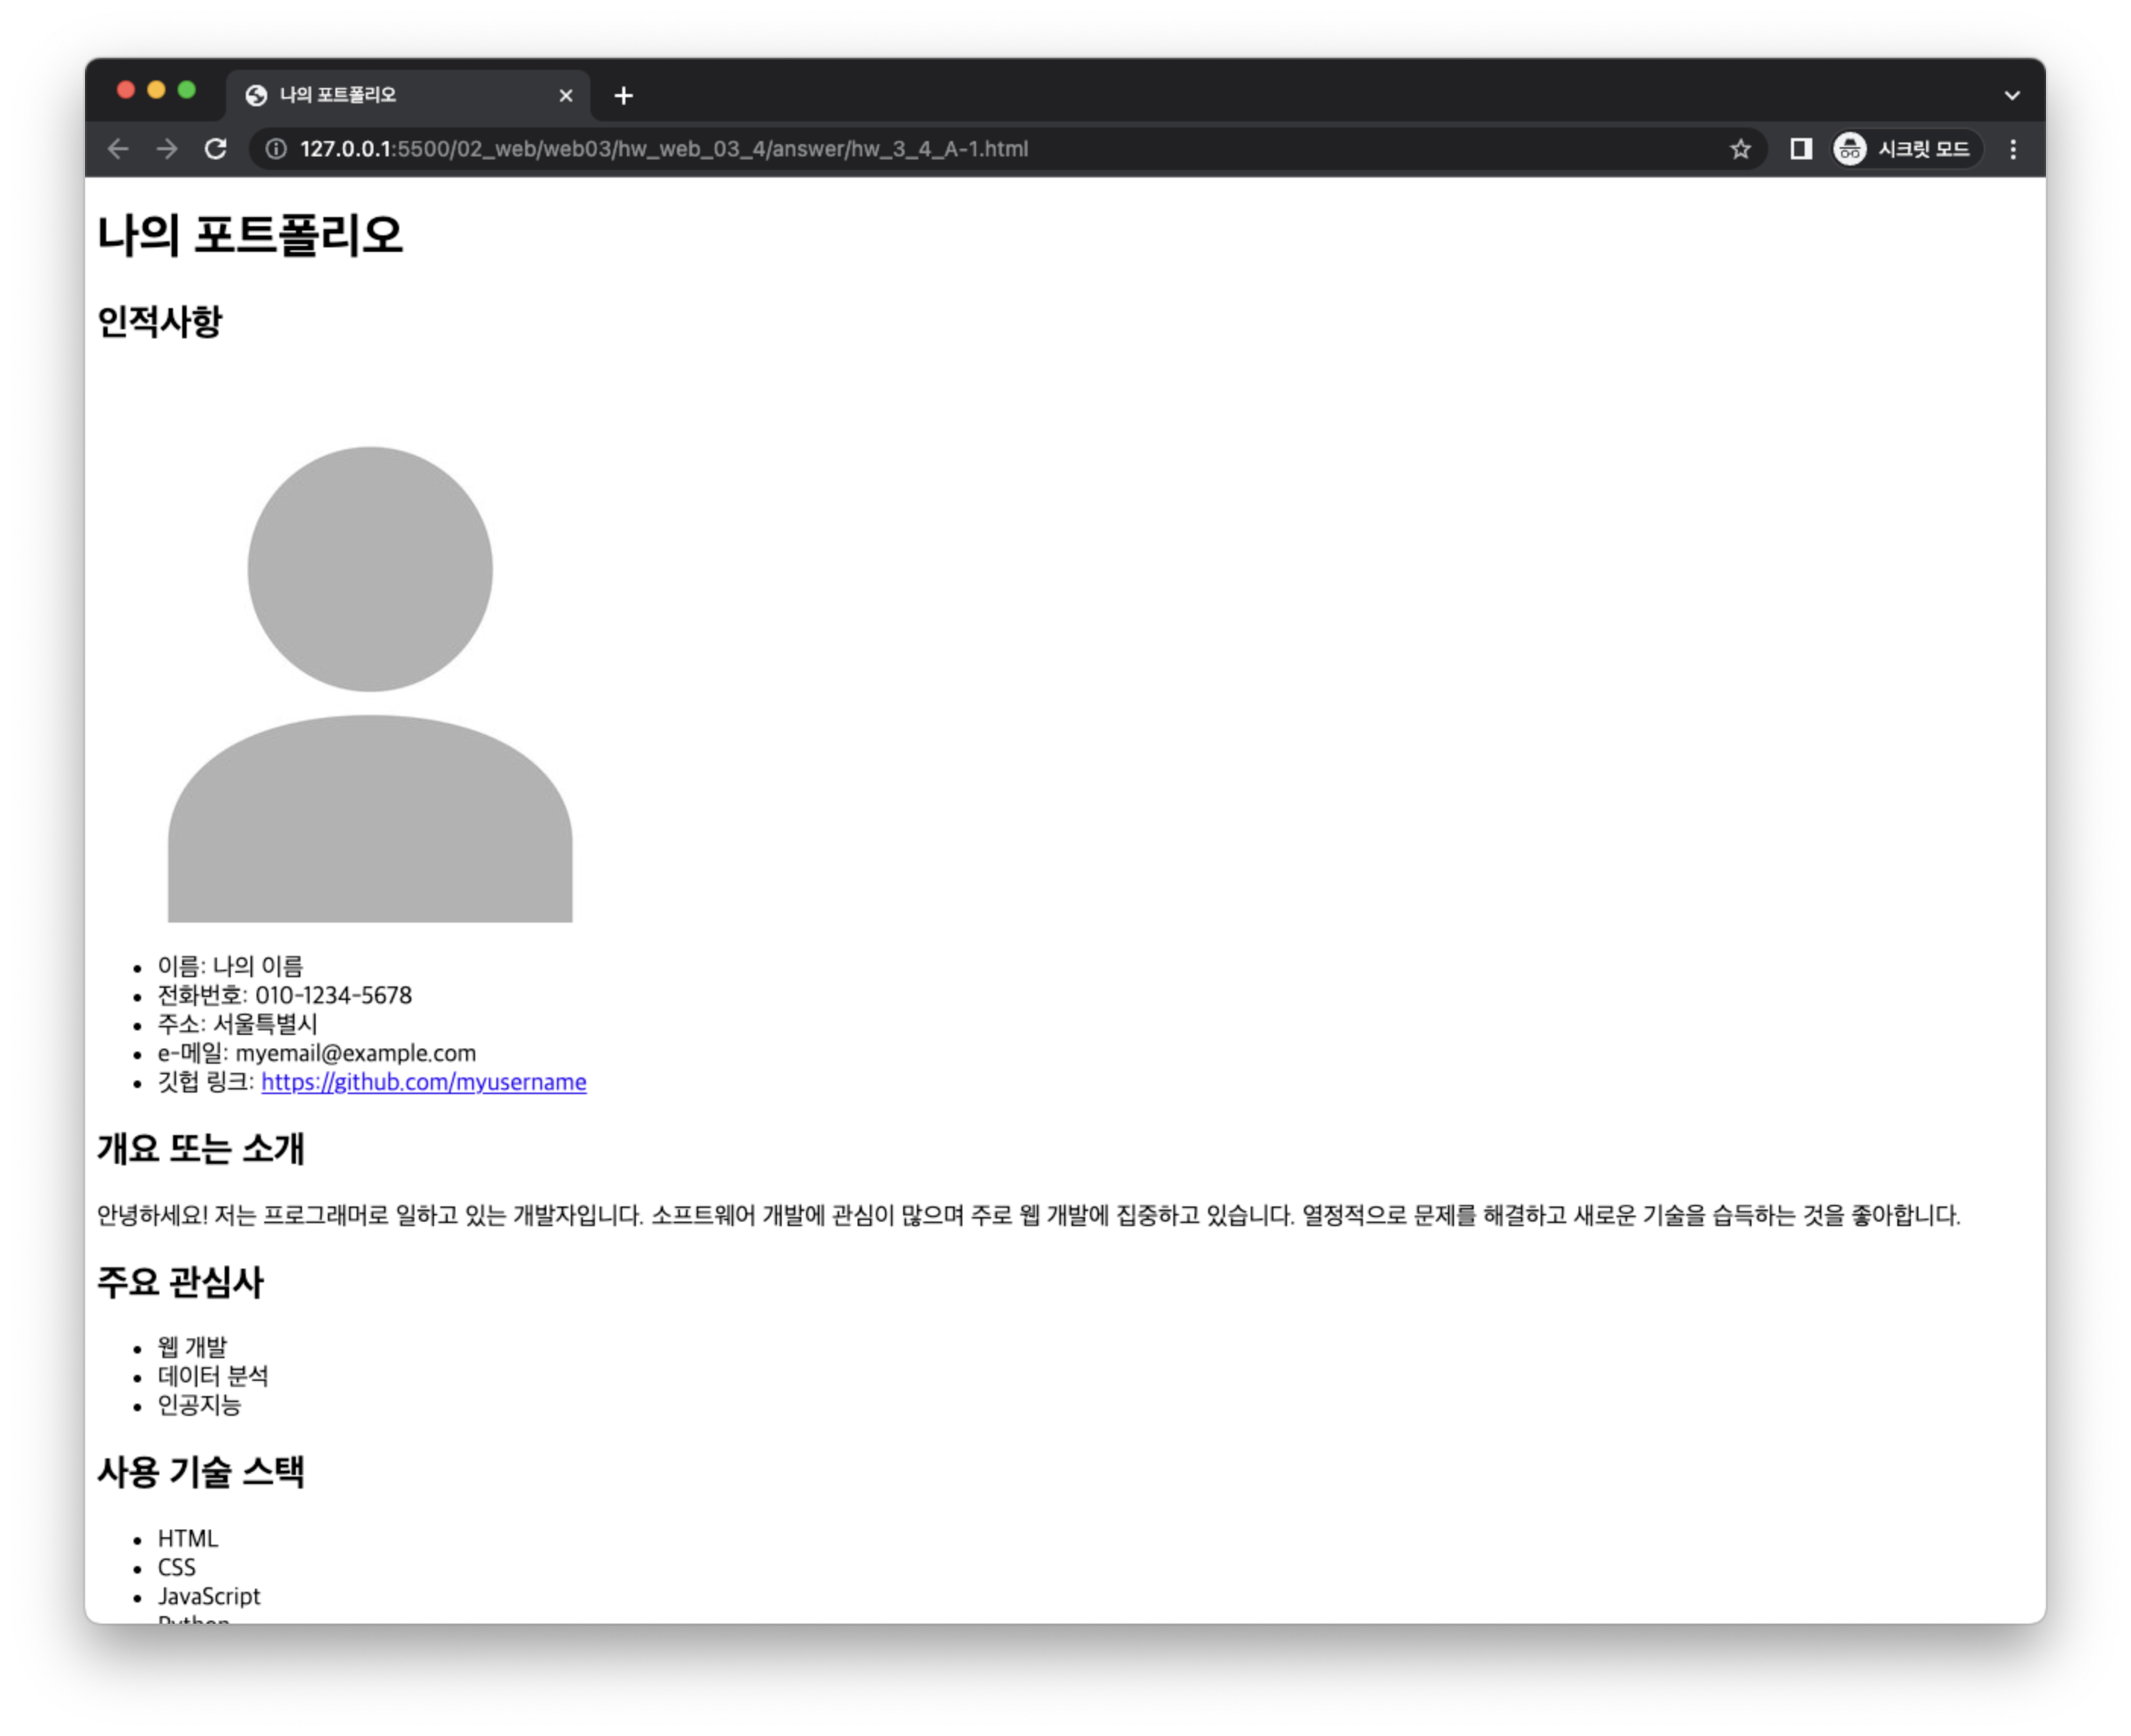 나의 포트폴리오
127.0.0.1:5500/02_web/web03/hw_web_03_4/answer/hw_3_4_A-1.html
시크릿 모드
나의 포트폴리오
인적사항
이름: 나의 이름
전화번호: 010-1234-5678
주소: 서울특별시
e-메일: myemail@example.com
깃헙 링크: https://github.com/myusername
개요 또는 소개
안녕하세요! 저는 프로그래머로 일하고 있는 개발자입니다. 소프트웨어 개발에 관심이 많으며 주로 웹 개발에 집중하고 있습니다. 열정적으로 문제를 해결하고 새로운 기술을 습득하는 것을 좋아합니다.
주요 관심사
웹 개발
데이터 분석
인공지능
사용 기술 스택
HTML
CSS
JavaScript
Python